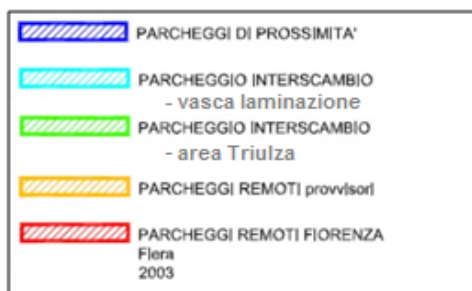 PARCHEGGI DI PROSSIMITA'
PARCHEGGIO INTERSCAMBIO
- vasca laminazione
PARCHEGGIO INTERSCAMBIO
- area Triulza
PARCHEGGI REMOTI provvisori
PARCHEGGI REMOTI FIORENZA
Fiera
2003